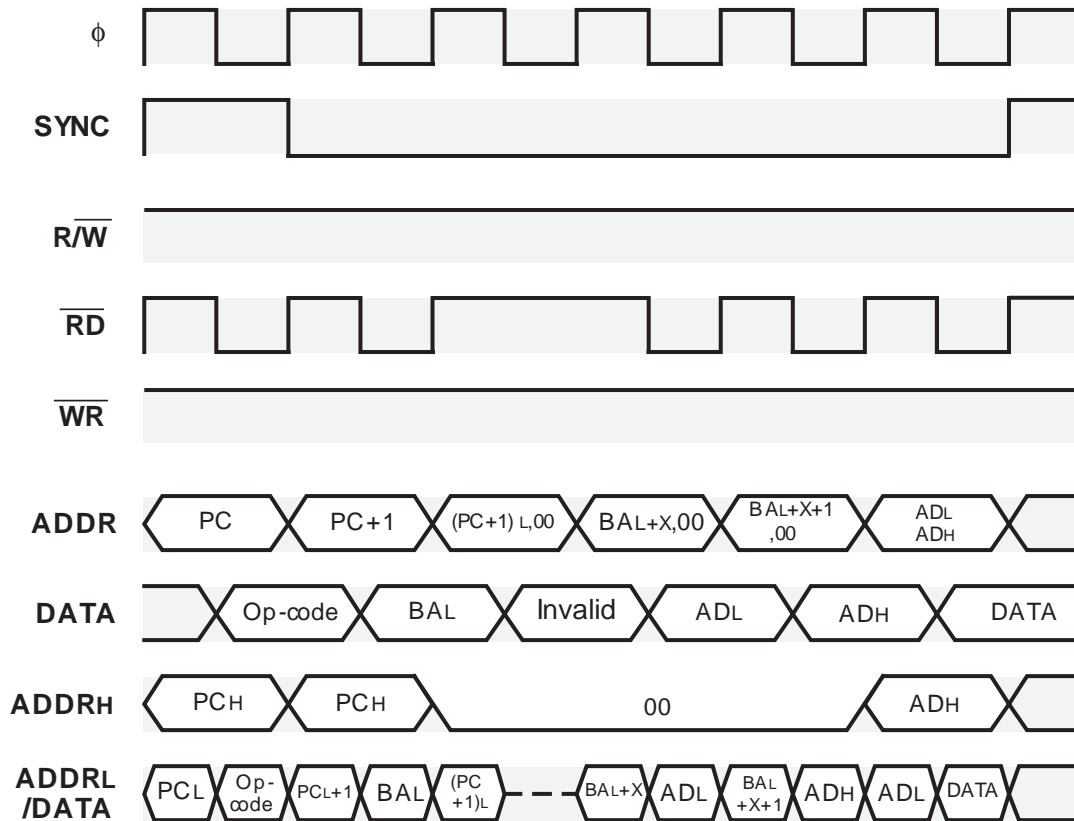 ϕ
SYNC
R/W
RD
WR
ADDR
PC
PC+1
(PC+1) L,00
BAL+X,00
BAL+X+1
,00
ADL
ADH
DATA
Op-code
BAL
Invalid
ADL
ADH
DATA
ADDRH
PCH
PCH
00
ADH
ADDRL
/DATA
PCL
Op-
code
PCL+1
BAL
(PC
+1)L
BAL+X
ADL
BAL
+X+1
ADH
ADL
DATA